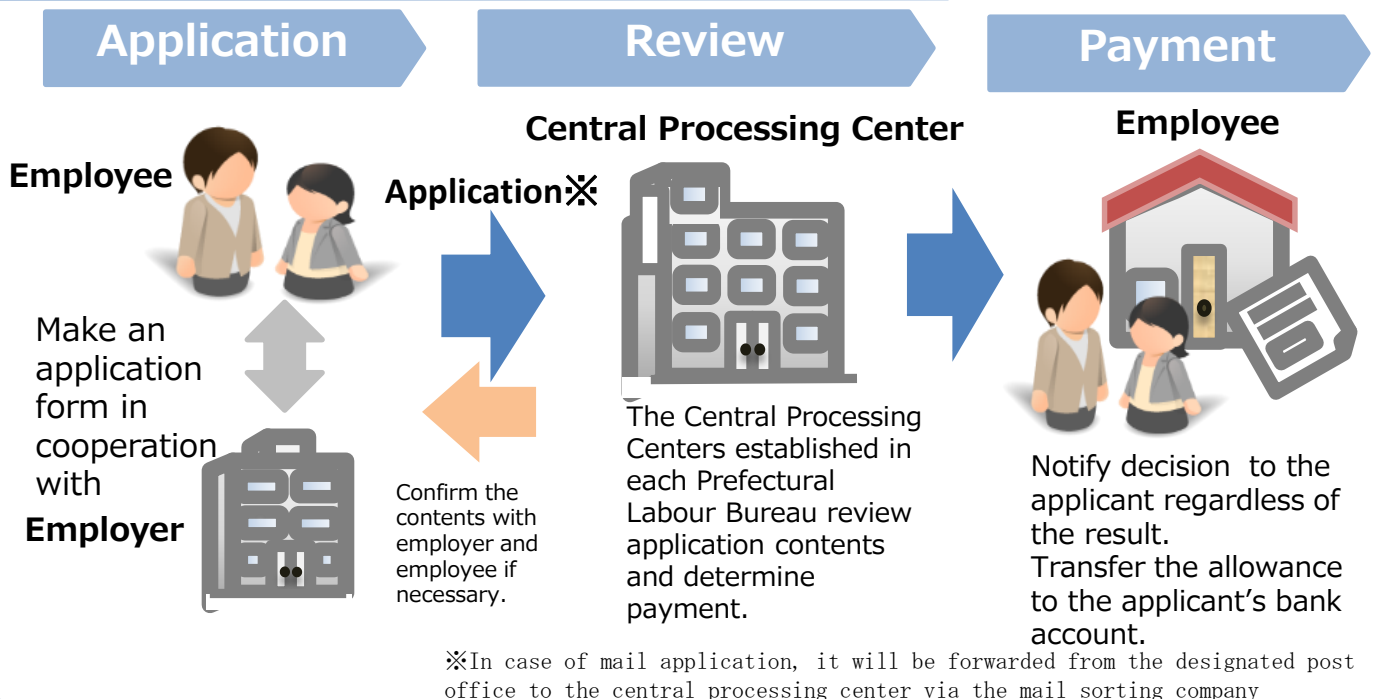 Application
Review
Payment
Employee
Application※
Central Processing Center
Employee
Make an
application
form in
cooperation
with
Employer
Confirm the
contents with
employer and
employee if
necessary.
The Central Processing
Centers established in
each Prefectural
Labour Bureau review
application contents
and determine
payment.
Notify decision to the
applicant regardless of
the result.
Transfer the allowance
to the applicant’s bank
account.
※In case of mail application, it will be forwarded from the designated post
office to the central processing center via the mail sorting company